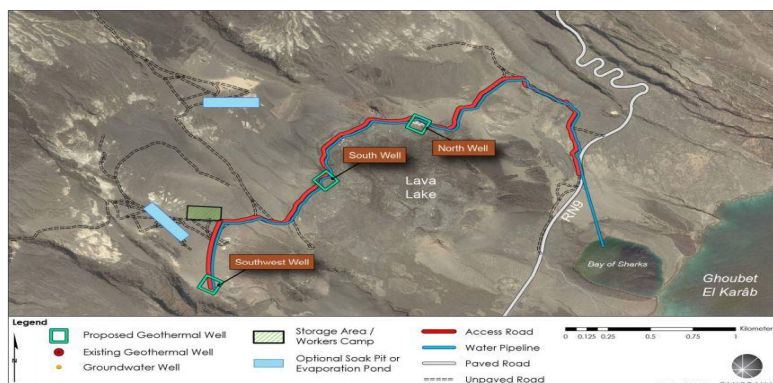 North Well
South Well
Lava
Lake
RN9
Southwest Well
Bay of Sharks
Ghoubet
El Karâb
Legend
Proposed Geothermal Well
Existing Geothermal Well
Groundwater Well
Storage Area /
Workers Camp
Optional Soak Pit or
Evaporation Pond
Access Road
Water Pipeline
Paved Road
Unpaved Road
Kilometer
0 0.125 0.25 0.5 0.75 1
N